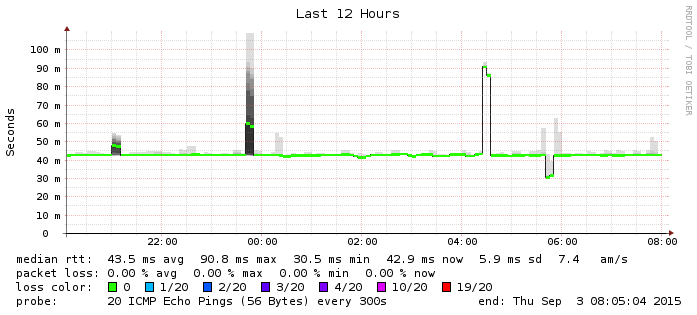 Last 12 Hours
RRDTOOL / TOBI OETIKER
Seconds
100 m
90 m
80 m
70 m
60 m
50 m
40 m
30 m
20 m
10 m
0
22:00 00:00 02:00 04:00 06:00 08:00
median rtt: 43.5 ms avg 90.8 ms max 30.5 ms min 42.9 ms now 5.9 ms sd 7.4 am/s
packet loss: 0.00 % avg 0.00 % max 0.00 % min 0.00 % now
loss color: 0 1/20 2/20 3/20 4/20 10/20 19/20
probe: 20 ICMP Echo Pings (56 Bytes) every 300s end: Thu Sep 3 08:05:04 2015